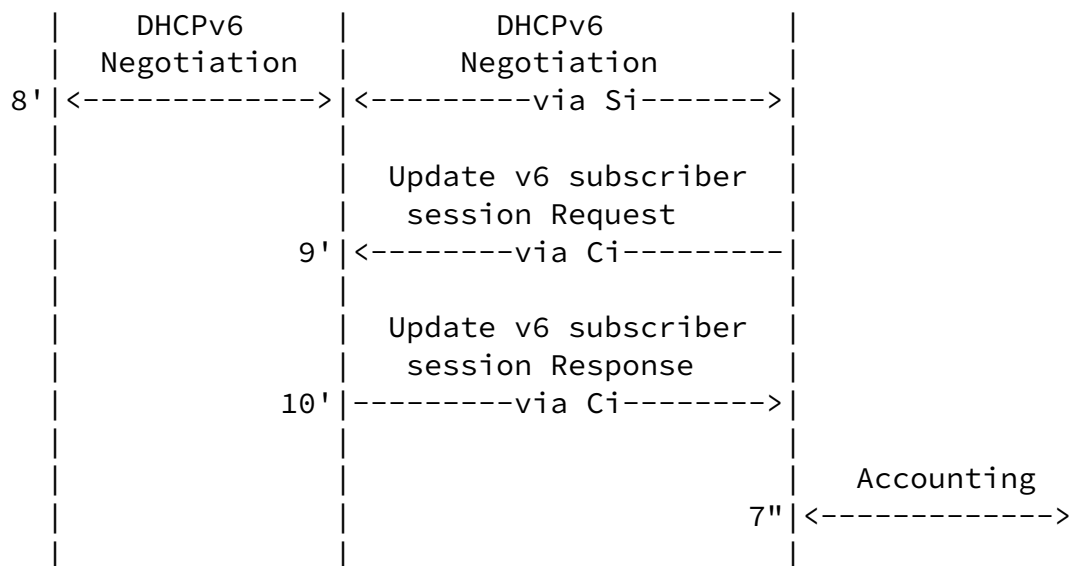 |    DHCPv6     |        DHCPv6         |
|  Negotiation  |      Negotiation      |
8'|<------------->|<---------via Si------->|
|               |                        |
|               |  Update v6 subscriber  |
|               |   session Request      |
|             9'|<--------via Ci---------|
|               |                        |
|               |  Update v6 subscriber  |
|               |   session Response     |
|            10'|---------via Ci-------->|
|               |                        |
|               |                        |   Accounting
|               |                      7"|<------------->
|               |                        |